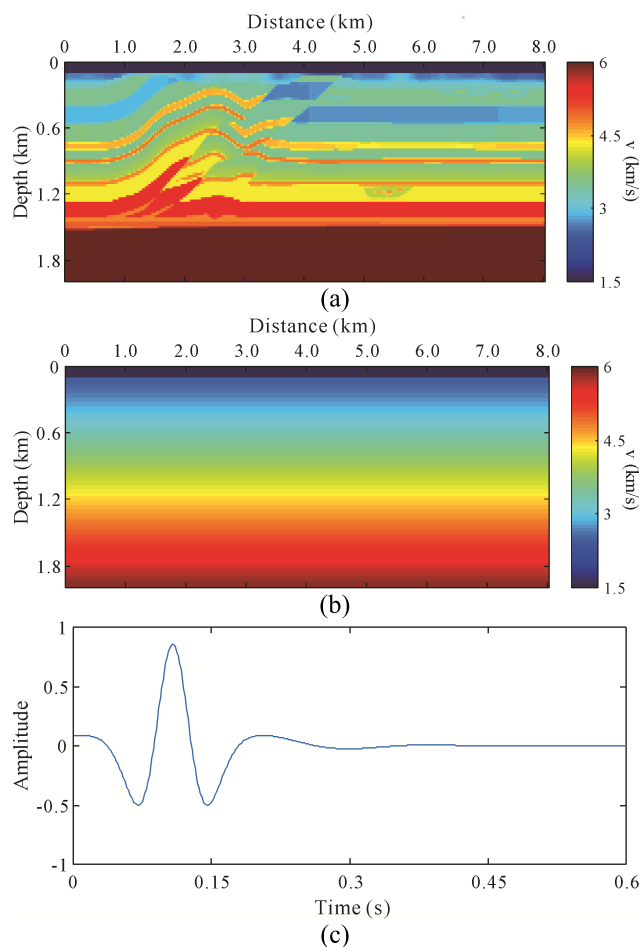 Distance (km)
0 1.0 2.0 3.0 4.0 5.0 6.0 7.0 8.0
0
0.6
1.2
1.8
Depth (km)
6
4.5
3
1.5
v (km/s)
(a)
Distance (km)
0 1.0 2.0 3.0 4.0 5.0 6.0 7.0 8.0
0
0.6
1.2
1.8
Depth (km)
6
4.5
3
1.5
v (km/s)
(b)
1
0.5
0
-0.5
-1
Amplitude
0 0.15 0.3 0.45 0.6
Time (s)
(c)